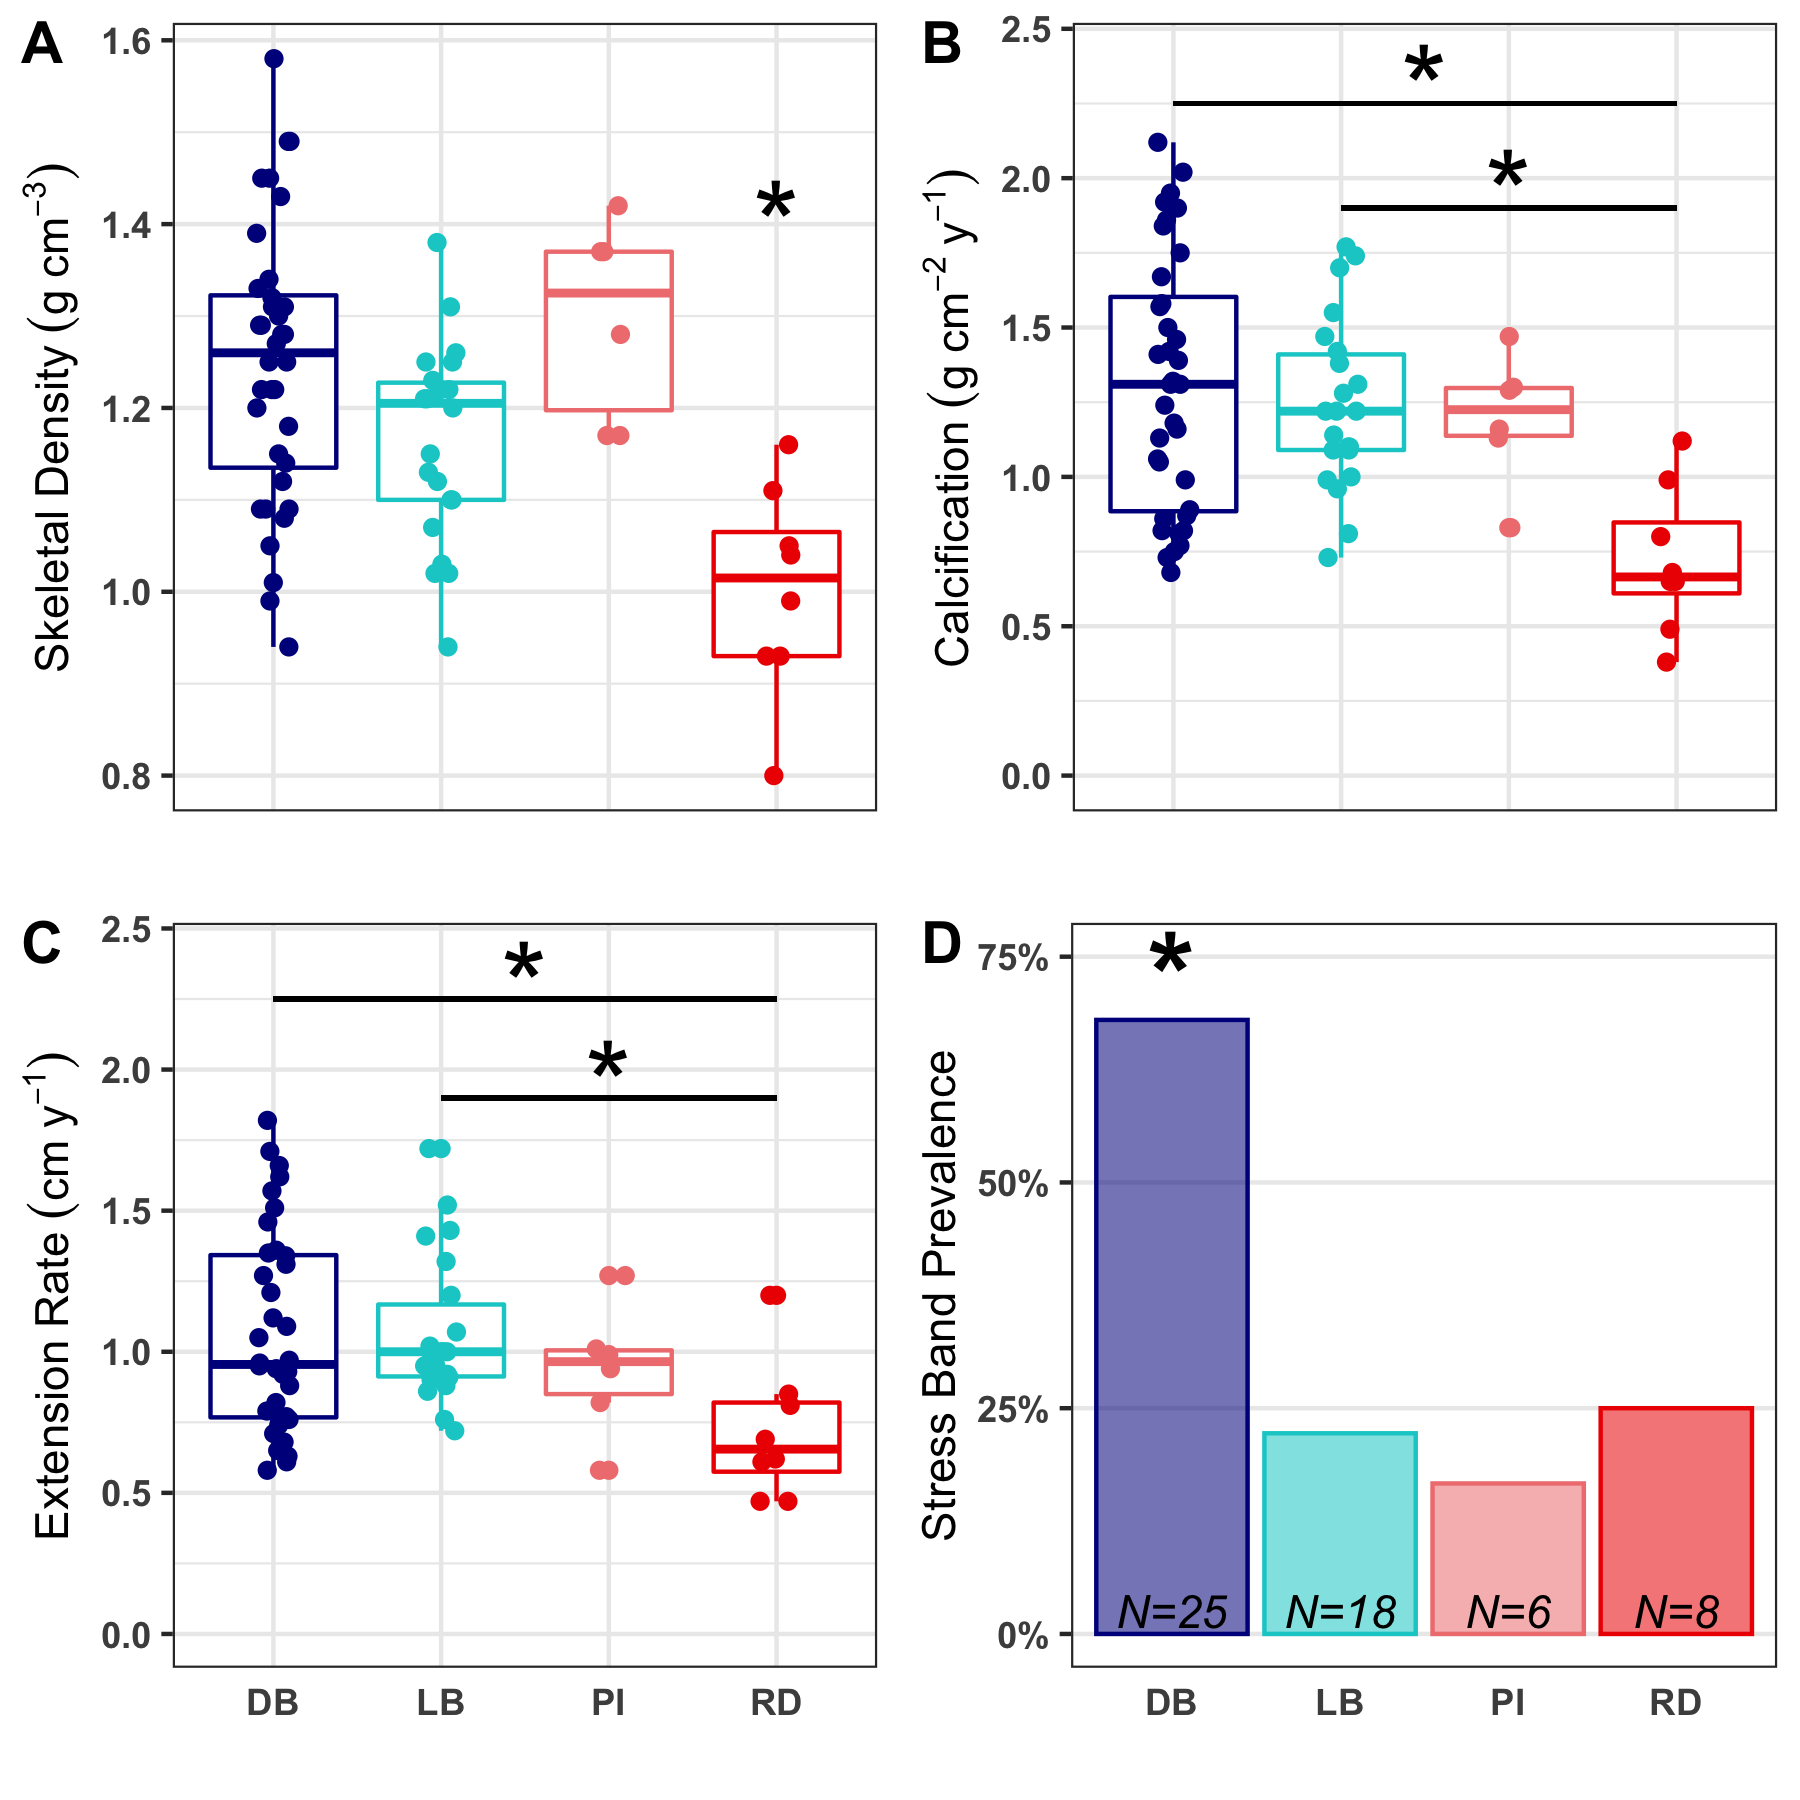 A
Skeletal Density (g cm⁻³)
1.6
1.4
1.2
1.0
0.8
*
B
Calcification (g cm⁻² y⁻¹)
2.5
2.0
1.5
1.0
0.5
0.0
*
*
C
Extension Rate (cm y⁻¹)
2.5
2.0
1.5
1.0
0.5
0.0
*
*
DB LB PI RD
D
Stress Band Prevalence
75%
50%
25%
0%
*
N=25 N=18 N=6 N=8
DB LB PI RD